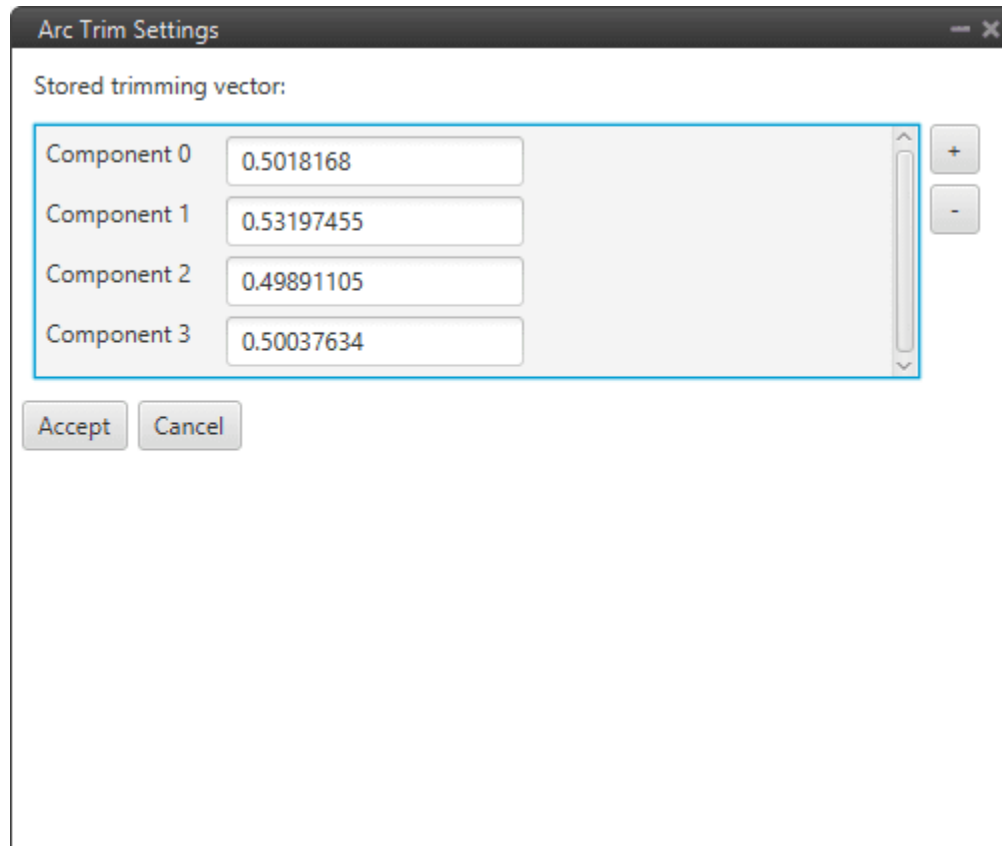 Arc Trim Settings
Stored trimming vector:
Component 0 0.5018168
Component 1 0.53197455
Component 2 0.49891105
Component 3 0.50037634
+
-
Accept Cancel